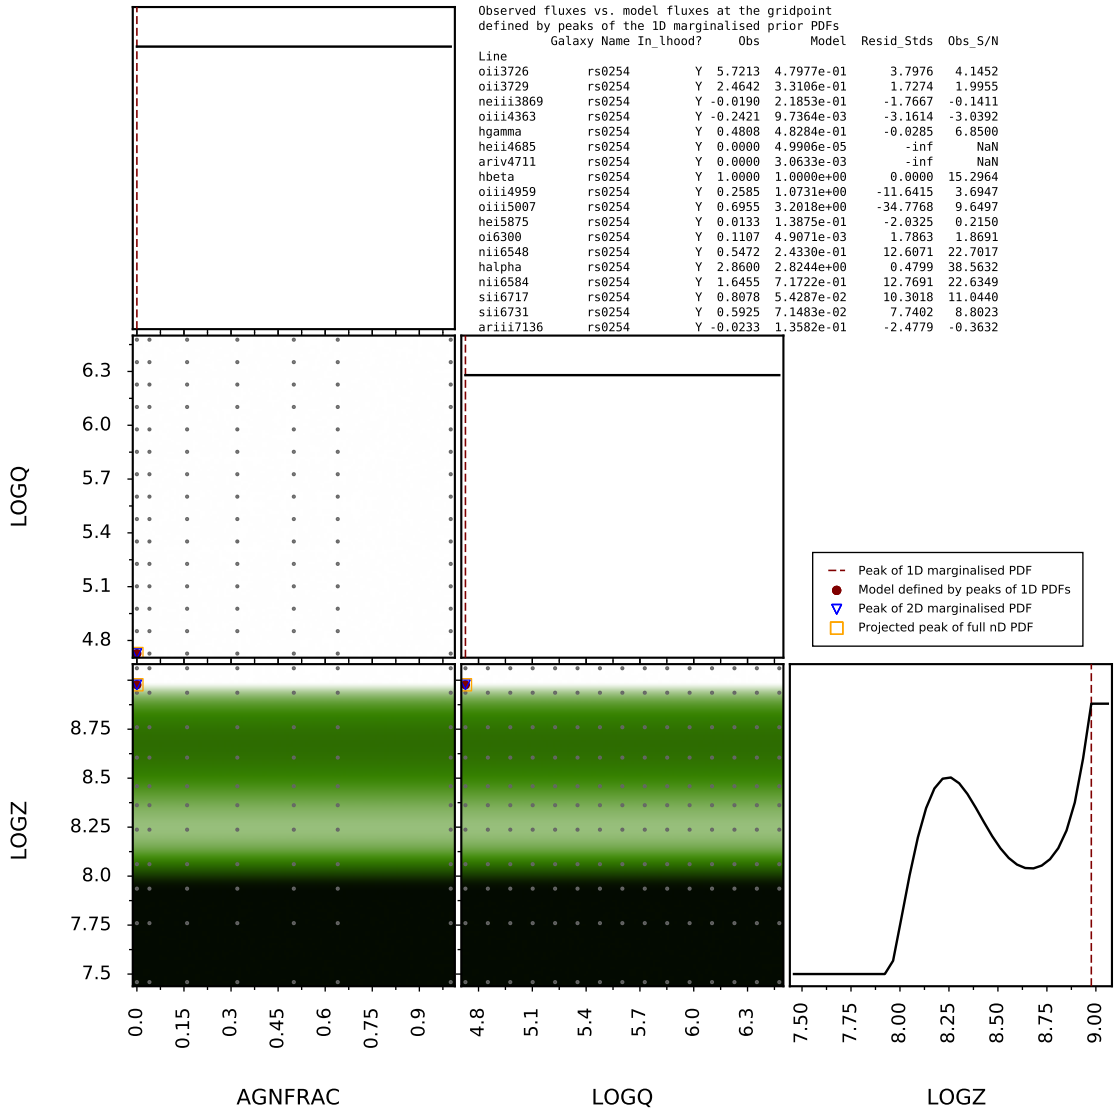 Observed fluxes vs. model fluxes at the gridpoint
defined by peaks of the 1D marginalised prior PDFs
Galaxy Name In_lhood? Obs Model Resid_Stds Obs_S/N
Line
oii3726 rs0254 Y 5.7213 4.7977e-01 3.7976 4.1452
oii3729 rs0254 Y 2.4642 3.3106e-01 1.7274 1.9955
neiii3869 rs0254 Y -0.0190 2.1853e-01 -1.7667 -0.1411
oiii4363 rs0254 Y -0.2421 9.7364e-03 -3.1614 -3.0392
hgamma rs0254 Y 0.4808 4.8284e-01 -0.0285 6.8500
heii4685 rs0254 Y 0.0000 4.9906e-05 -inf NaN
ariv4711 rs0254 Y 0.0000 3.0633e-03 -inf NaN
hbeta rs0254 Y 1.0000 1.0000e+00 0.0000 15.2964
oiii4959 rs0254 Y 0.2585 1.0731e+00 -11.6415 3.6947
oiii5007 rs0254 Y 0.6955 3.2018e+00 -34.7768 9.6497
hei5875 rs0254 Y 0.0133 1.3875e-01 -2.0325 0.2150
oi6300 rs0254 Y 0.1107 4.9071e-03 1.7863 1.8691
nii6548 rs0254 Y 0.5472 2.4330e-01 12.6071 22.7017
halpha rs0254 Y 2.8600 2.8244e+00 0.4799 38.5632
nii6584 rs0254 Y 1.6455 7.1722e-01 12.7691 22.6349
sii6717 rs0254 Y 0.8078 5.4287e-02 10.3018 11.0440
sii6731 rs0254 Y 0.5925 7.1483e-02 7.7402 8.8023
ariii7136 rs0254 Y -0.0233 1.3582e-01 -2.4779 -0.3632
LOGQ
6.3
6.0
5.7
5.4
5.1
4.8
Peak of 1D marginalised PDF
Model defined by peaks of 1D PDFs
Peak of 2D marginalised PDF
Projected peak of full nD PDF
LOGZ
8.75
8.5
8.25
8.0
7.75
7.5
0.0 0.15 0.3 0.45 0.6 0.75 0.9
4.8 5.1 5.4 5.7 6.0 6.3
7.50 7.75 8.00 8.25 8.50 8.75 9.00
AGNFRAC LOGQ LOGZ